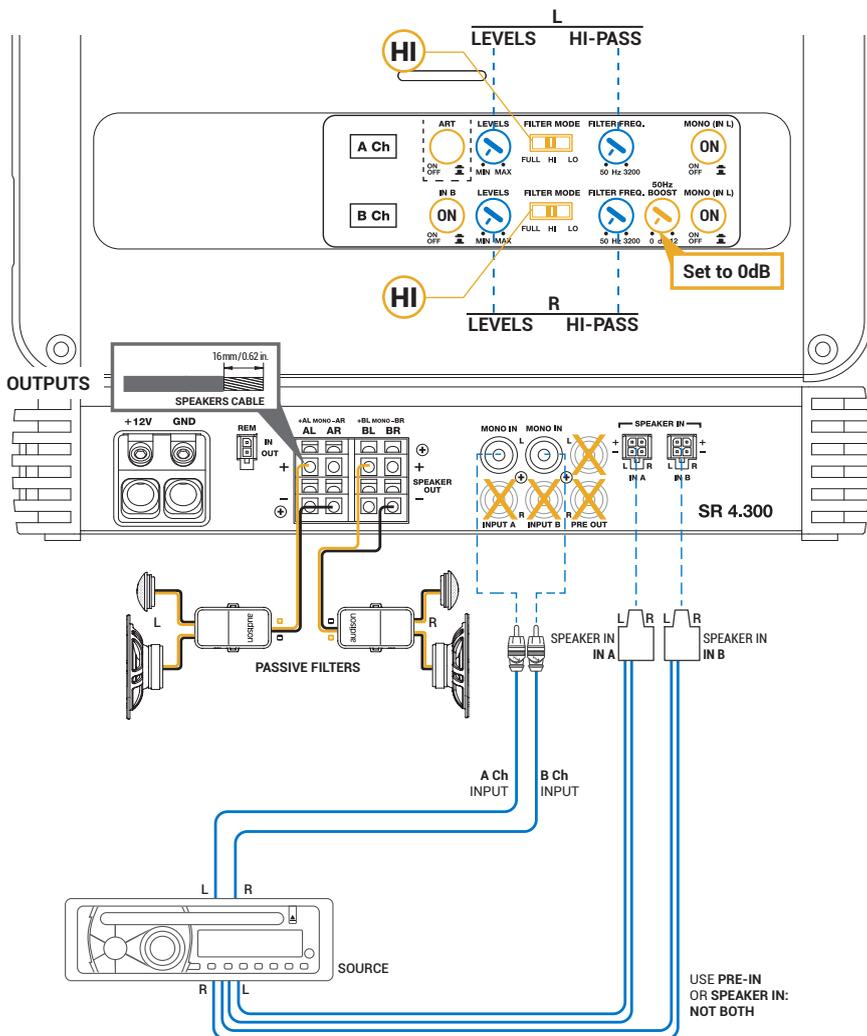 L
LEVELS HI-PASS
HI
ART LEVELS FILTER MODE FILTER FREQ. MONO (IN L)
A Ch ON
ON OFF MIN MAX FULL HI LO 50 Hz 3200 ON OFF
IN B LEVELS FILTER MODE FILTER FREQ. 50Hz BOOST MONO (IN L)
B Ch ON ON
ON OFF MIN MAX FULL HI LO 50 Hz 3200 0 12 ON OFF
Set to 0dB
HI
R
LEVELS HI-PASS
OUTPUTS
16mm/0.62 in.
SPEAKERS CABLE
+12V GND
REM IN OUT
+AL MONO -AR +BL MONO -BR
AL AR BL BR
+ +
- -
SPEAKER OUT
MONO IN MONO IN
L L
R R
INPUT A INPUT B PRE OUT
SPEAKER IN
+ +
- -
L R L R
IN A IN B
SR 4.300
L audison audison R
PASSIVE FILTERS
L R L R
SPEAKER IN SPEAKER IN
IN A IN B
A Ch B Ch
INPUT INPUT
L R
SOURCE
R L
USE PRE-IN
OR SPEAKER IN:
NOT BOTH